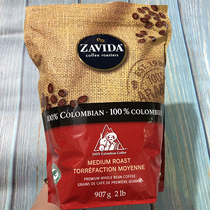 ZAVIDA
coffee roasters
100% COLOMBIAN · 100% COLOMBI
100% Colombian Coffee
MEDIUM ROAST
TORRÉFACTION MOYENNE
PREMIUM WHOLE BEAN COFFEE
GRAINS DE CAFÉ DE PREMIÈRE QUALITÉ
907 g 2 lb